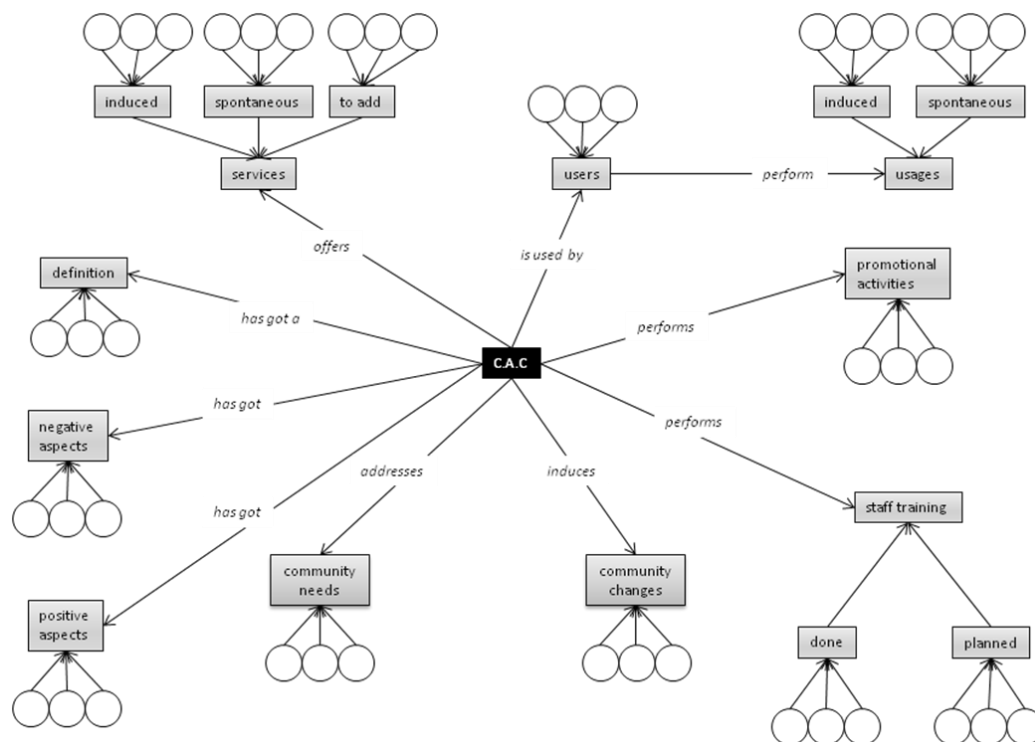 induced
spontaneous
to add
induced
spontaneous
services
users
perform
usages
offers
is used by
definition
promotional
activities
has got a
performs
C.A.C
has got
negative
aspects
performs
addresses
induces
has got
staff training
community
needs
community
changes
positive
aspects
done
planned